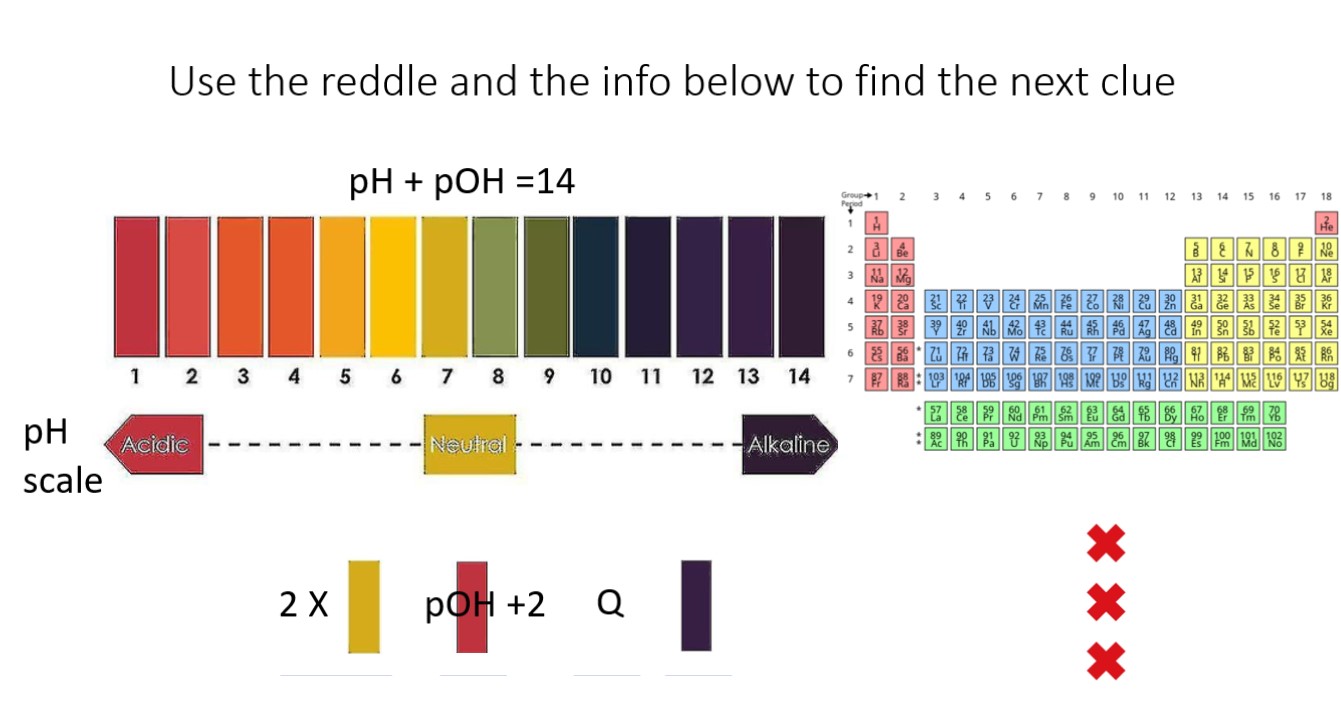 Use the reddle and the info below to find the next clue
pH + pOH =14
1 2 3 4 5 6 7 8 9 10 11 12 13 14
pH
scale
Acidic
Neutral
Alkaline
2 X
pOH +2
Q
Group 1 2 3 4 5 6 7 8 9 10 11 12 13 14 15 16 17 18
Period
1 1 H 2 He
2 3 Li 4 Be 5 B 6 C 7 N 8 O 9 F 10 Ne
3 11 Na 12 Mg 13 Al 14 Si 15 P 16 S 17 Cl 18 Ar
4 19 K 20 Ca 21 Sc 22 Ti 23 V 24 Cr 25 Mn 26 Fe 27 Co 28 Ni 29 Cu 30 Zn 31 Ga 32 Ge 33 As 34 Se 35 Br 36 Kr
5 37 Rb 38 Sr 39 Y 40 Zr 41 Nb 42 Mo 43 Tc 44 Ru 45 Rh 46 Pd 47 Ag 48 Cd 49 In 50 Sn 51 Sb 52 Te 53 I 54 Xe
6 55 Cs 56 Ba * 71 Lu 72 Hf 73 Ta 74 W 75 Re 76 Os 77 Ir 78 Pt 79 Au 80 Hg 81 Tl 82 Pb 83 Bi 84 Po 85 At 86 Rn
7 87 Fr 88 Ra ** 103 Lr 104 Rf 105 Db 106 Sg 107 Bh 108 Hs 109 Mt 110 Ds 111 Rg 112 Cn 113 Nh 114 Fl 115 Mc 116 Lv 117 Ts 118 Og
* 57 La 58 Ce 59 Pr 60 Nd 61 Pm 62 Sm 63 Eu 64 Gd 65 Tb 66 Dy 67 Ho 68 Er 69 Tm 70 Yb
** 89 Ac 90 Th 91 Pa 92 U 93 Np 94 Pu 95 Am 96 Cm 97 Bk 98 Cf 99 Es 100 Fm 101 Md 102 No